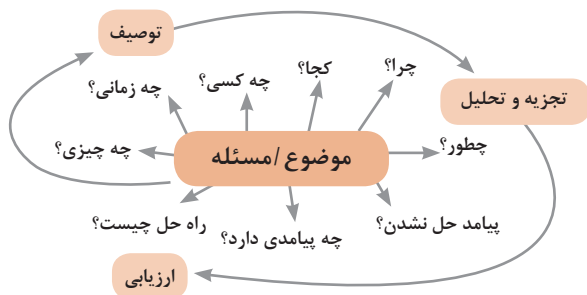 توصیف
چرا؟
کجا؟
چه کسی؟
چه زمانی؟
تجزیه و تحلیل
چطور؟
موضوع /مسئله
چه چیزی؟
پیامد حل نشدن؟
چه پیامدی دارد؟
راه حل چیست؟
ارزیابی